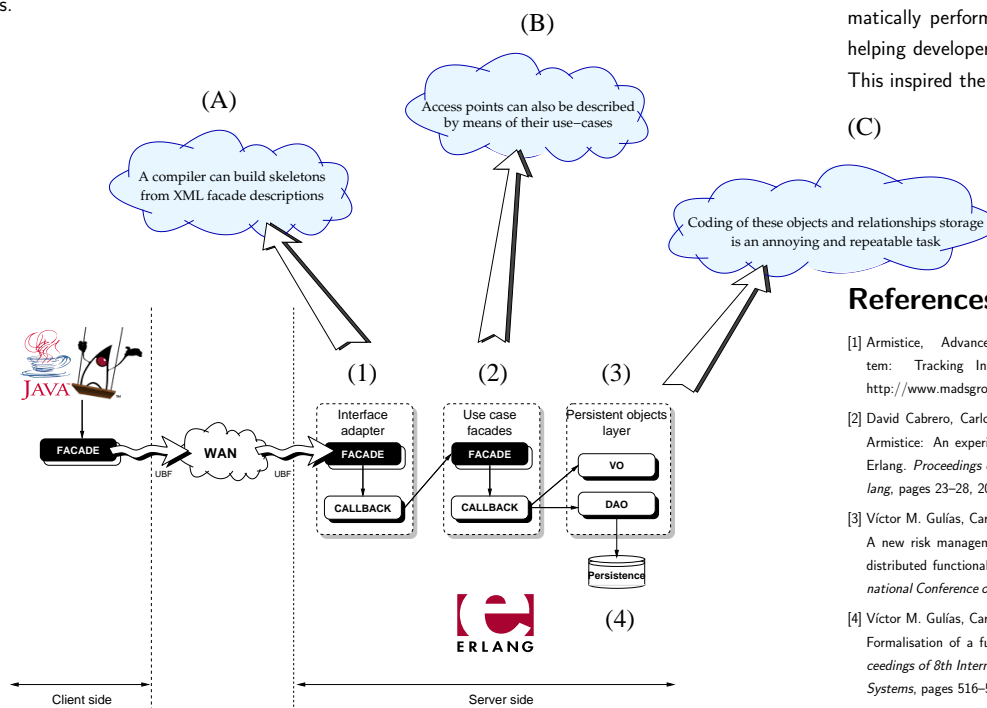 s.
(B)
Access points can also be described
by means of their use−cases
(A)
A compiler can build skeletons
from XML facade descriptions
(C)
Coding of these objects and relationships storage
is an annoying and repeatable task
JAVA™
™
FACADE
UBF
WAN
UBF
(1)
Interface
adapter
FACADE
CALLBACK
(2)
Use case
facades
FACADE
CALLBACK
(3)
Persistent objects
layer
VO
DAO
Persistence
(4)
e
ERLANG
Client side
Server side
matically perform
helping develope
This inspired the
References
[1] Armistice, Advance
tem: Tracking In
http://www.madsgro
[2] David Cabrero, Carlo
Armistice: An experi
Erlang. Proceedings o
lang, pages 23–28, 20
[3] Víctor M. Gulías, Car
A new risk managem
distributed functional
national Conference o
[4] Víctor M. Gulías, Car
Formalisation of a fu
ceedings of 8th Intern
Systems, pages 516–5